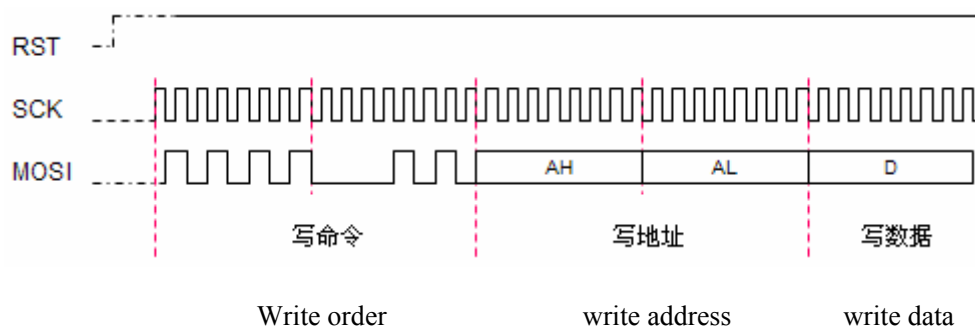 RST
SCK
MOSI AH AL D
写命令 写地址 写数据
Write order write address write data